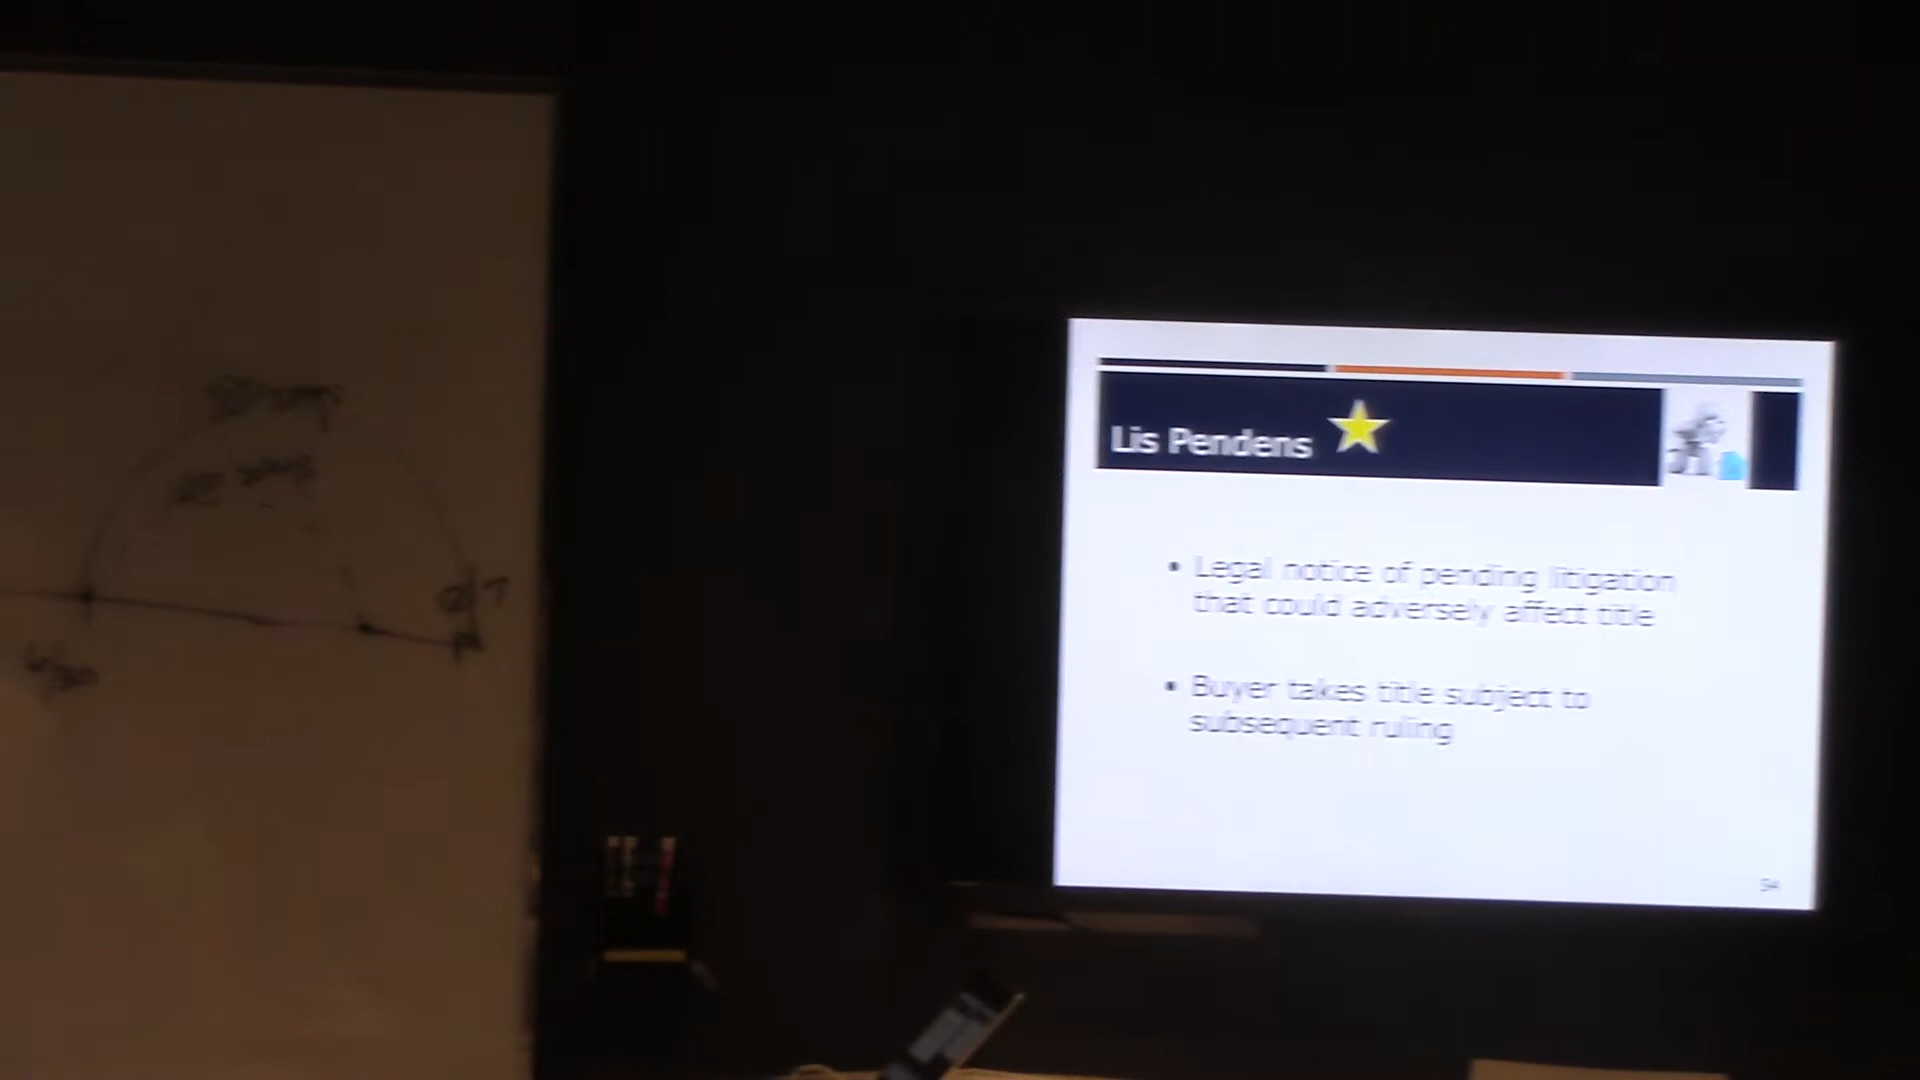 Lis Pendens
• Legal notice of pending litigation
that could adversely affect title
• Buyer takes title subject to
subsequent ruling
54